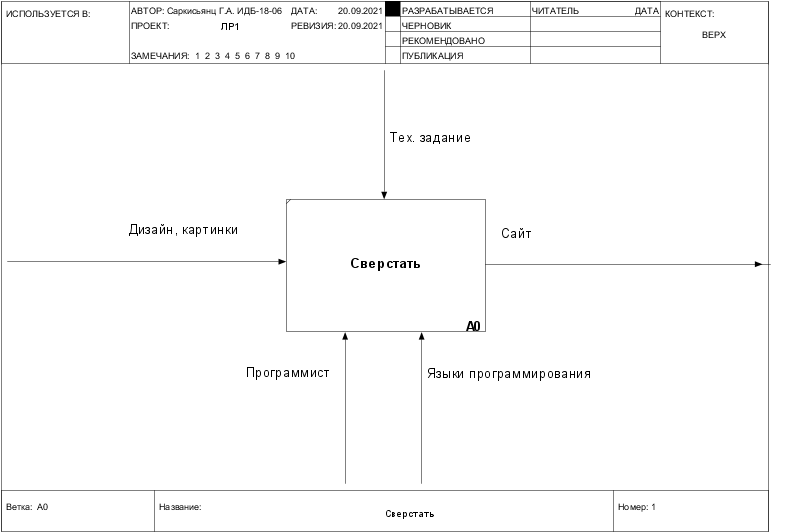 ИСПОЛЬЗУЕТСЯ В:
АВТОР: Саркисьянц Г.А. ИДБ-18-06 ДАТА: 20.09.2021
ПРОЕКТ: ЛР1 РЕВИЗИЯ: 20.09.2021
ЗАМЕЧАНИЯ: 1 2 3 4 5 6 7 8 9 10
РАЗРАБАТЫВАЕТСЯ
ЧЕРНОВИК
РЕКОМЕНДОВАНО
ПУБЛИКАЦИЯ
ЧИТАТЕЛЬ ДАТА
КОНТЕКСТ:
ВЕРХ
Тех. задание
Дизайн, картинки
Сверстать
Сайт
A0
Программист
Языки программирования
Ветка: A0
Название:
Сверстать
Номер: 1